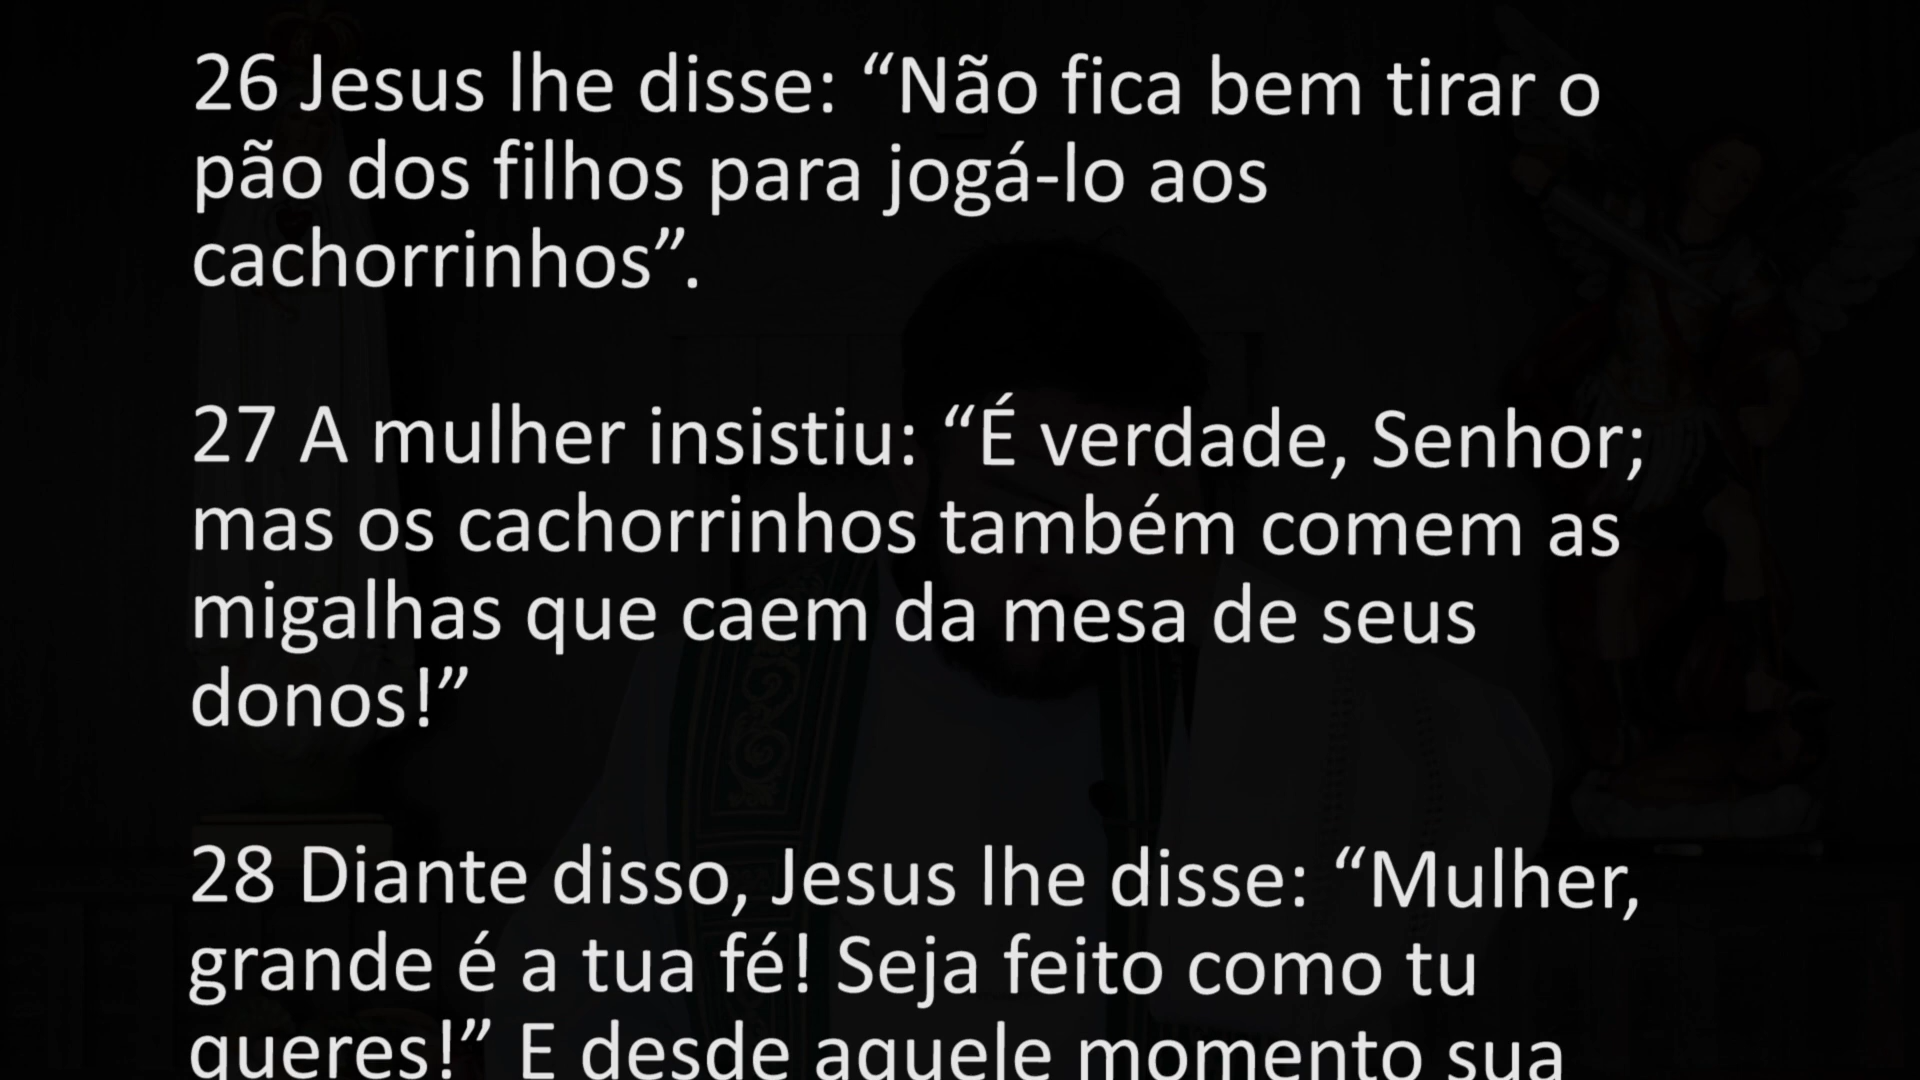 26 Jesus lhe disse: “Não fica bem tirar o
pão dos filhos para jogá-lo aos
cachorrinhos”.
27 A mulher insistiu: “É verdade, Senhor;
mas os cachorrinhos também comem as
migalhas que caem da mesa de seus
donos!”
28 Diante disso, Jesus lhe disse: “Mulher,
grande é a tua fé! Seja feito como tu
queres!” E desde aquele momento sua